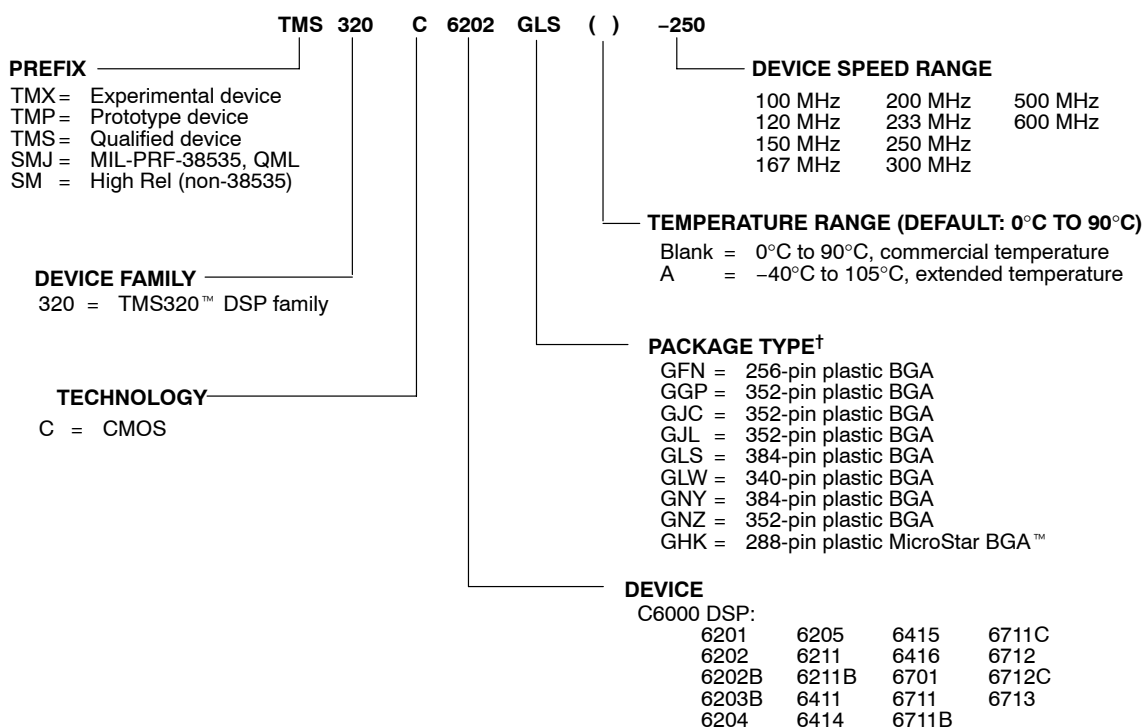 TMS 320 C 6202 GLS ( ) −250
PREFIX
TMX = Experimental device
TMP = Prototype device
TMS = Qualified device
SMJ = MIL-PRF-38535, QML
SM = High Rel (non-38535)
DEVICE SPEED RANGE
100 MHz 200 MHz 500 MHz
120 MHz 233 MHz 600 MHz
150 MHz 250 MHz
167 MHz 300 MHz
TEMPERATURE RANGE (DEFAULT: 0°C TO 90°C)
Blank = 0°C to 90°C, commercial temperature
A = −40°C to 105°C, extended temperature
DEVICE FAMILY
320 = TMS320™ DSP family
PACKAGE TYPE†
GFN = 256-pin plastic BGA
GGP = 352-pin plastic BGA
GJC = 352-pin plastic BGA
GJL = 352-pin plastic BGA
GLS = 384-pin plastic BGA
GLW = 340-pin plastic BGA
GNY = 384-pin plastic BGA
GNZ = 352-pin plastic BGA
GHK = 288-pin plastic MicroStar BGA™
TECHNOLOGY
C = CMOS
DEVICE
C6000 DSP:
6201 6205 6415 6711C
6202 6211 6416 6712
6202B 6211B 6701 6712C
6203B 6411 6711 6713
6204 6414 6711B